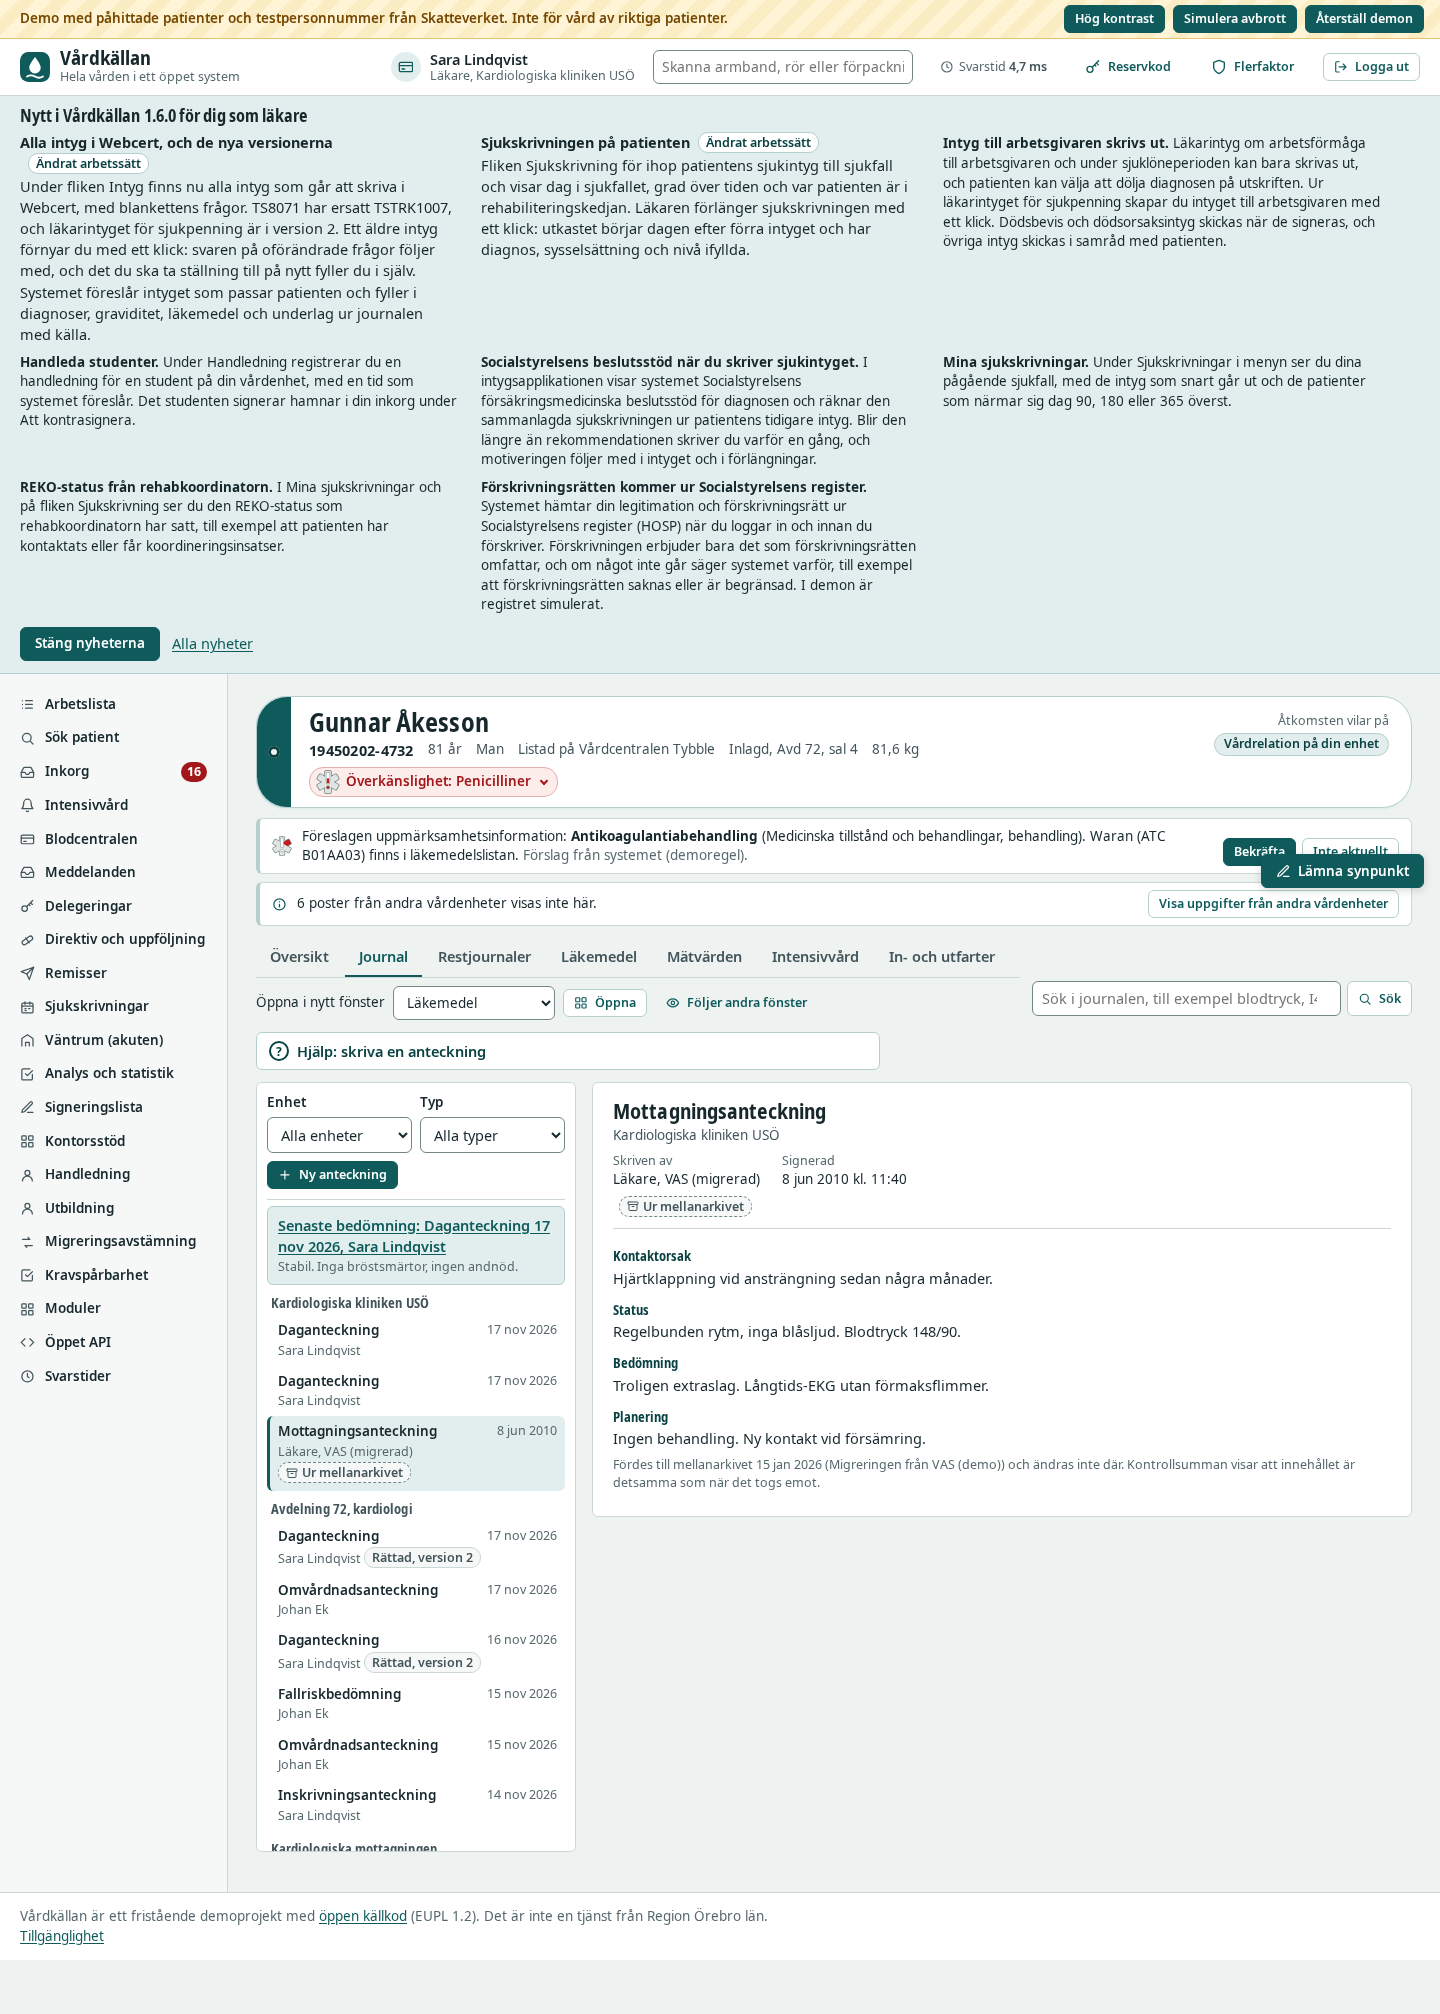 Demo med påhittade patienter och testpersonnummer från Skatteverket. Inte för vård av riktiga patienter.
Hög kontrast
Simulera avbrott
Återställ demon
Vårdkällan
Hela vården i ett öppet system
Sara Lindqvist
Läkare, Kardiologiska kliniken USÖ
Skanna armband, rör eller förpackni
Svarstid 4,7 ms
Reservkod
Flerfaktor
Logga ut
Nytt i Vårdkällan 1.6.0 för dig som läkare
Alla intyg i Webcert, och de nya versionerna
Ändrat arbetssätt
Under fliken Intyg finns nu alla intyg som går att skriva i
Webcert, med blankettens frågor. TS8071 har ersatt TSTRK1007,
och läkarintyget för sjukpenning är i version 2. Ett äldre intyg
förnyar du med ett klick: svaren på oförändrade frågor följer
med, och det du ska ta ställning till på nytt fyller du i själv.
Systemet föreslår intyget som passar patienten och fyller i
diagnoser, graviditet, läkemedel och underlag ur journalen
med källa.
Sjukskrivningen på patienten Ändrat arbetssätt
Fliken Sjukskrivning får ihop patientens sjukintyg till sjukfall
och visar dag i sjukfallet, grad över tiden och var patienten är i
rehabiliteringskedjan. Läkaren förlänger sjukskrivningen med
ett klick: utkastet börjar dagen efter förra intyget och har
diagnos, sysselsättning och nivå ifyllda.
Intyg till arbetsgivaren skrivs ut. Läkarintyg om arbetsförmåga
till arbetsgivaren och under sjuklöneperioden kan bara skrivas ut,
och patienten kan välja att dölja diagnosen på utskriften. Ur
läkarintyget för sjukpenning skapar du intyget till arbetsgivaren med
ett klick. Dödsbevis och dödsorsaksintyg skickas när de signeras, och
övriga intyg skickas i samråd med patienten.
Handleda studenter. Under Handledning registrerar du en
handledning för en student på din vårdenhet, med en tid som
systemet föreslår. Det studenten signerar hamnar i din inkorg under
Att kontrasignera.
Socialstyrelsens beslutsstöd när du skriver sjukintyget. I
intygsapplikationen visar systemet Socialstyrelsens
försäkringsmedicinska beslutsstöd för diagnosen och räknar den
sammanlagda sjukskrivningen ur patientens tidigare intyg. Blir den
längre än rekommendationen skriver du varför en gång, och
motiveringen följer med i intyget och i förlängningar.
Mina sjukskrivningar. Under Sjukskrivningar i menyn ser du dina
pågående sjukfall, med de intyg som snart går ut och de patienter
som närmar sig dag 90, 180 eller 365 överst.
REKO-status från rehabkoordinatorn. I Mina sjukskrivningar och
på fliken Sjukskrivning ser du den REKO-status som
rehabkoordinatorn har satt, till exempel att patienten har
kontaktats eller får koordineringsinsatser.
Förskrivningsrätten kommer ur Socialstyrelsens register.
Systemet hämtar din legitimation och förskrivningsrätt ur
Socialstyrelsens register (HOSP) när du loggar in och innan du
förskriver. Förskrivningen erbjuder bara det som förskrivningsrätten
omfattar, och om något inte går säger systemet varför, till exempel
att förskrivningsrätten saknas eller är begränsad. I demon är
registret simulerat.
Stäng nyheterna
Alla nyheter
Arbetslista
Sök patient
Inkorg 16
Intensivvård
Blodcentralen
Meddelanden
Delegeringar
Direktiv och uppföljning
Remisser
Sjukskrivningar
Väntrum (akuten)
Analys och statistik
Signeringslista
Kontorsstöd
Handledning
Utbildning
Migreringsavstämning
Kravspårbarhet
Moduler
Öppet API
Svarstider
Gunnar Åkesson
19450202-4732 81 år Man Listad på Vårdcentralen Tybble Inlagd, Avd 72, sal 4 81,6 kg
Överkänslighet: Penicilliner
Åtkomsten vilar på
Vårdrelation på din enhet
Föreslagen uppmärksamhetsinformation: Antikoagulantiabehandling (Medicinska tillstånd och behandlingar, behandling). Waran (ATC
B01AA03) finns i läkemedelslistan. Förslag från systemet (demoregel).
Bekräfta
Inte aktuellt
Lämna synpunkt
6 poster från andra vårdenheter visas inte här.
Visa uppgifter från andra vårdenheter
Översikt
Journal
Restjournaler
Läkemedel
Mätvärden
Intensivvård
In- och utfarter
Öppna i nytt fönster
Läkemedel
Öppna
Följer andra fönster
Sök i journalen, till exempel blodtryck, I4
Sök
? Hjälp: skriva en anteckning
Enhet
Typ
Alla enheter
Alla typer
Ny anteckning
Senaste bedömning: Daganteckning 17
nov 2026, Sara Lindqvist
Stabil. Inga bröstsmärtor, ingen andnöd.
Kardiologiska kliniken USÖ
Daganteckning 17 nov 2026
Sara Lindqvist
Daganteckning 17 nov 2026
Sara Lindqvist
Mottagningsanteckning 8 jun 2010
Läkare, VAS (migrerad)
Ur mellanarkivet
Avdelning 72, kardiologi
Daganteckning 17 nov 2026
Sara Lindqvist Rättad, version 2
Omvårdnadsanteckning 17 nov 2026
Johan Ek
Daganteckning 16 nov 2026
Sara Lindqvist Rättad, version 2
Fallriskbedömning 15 nov 2026
Johan Ek
Omvårdnadsanteckning 15 nov 2026
Johan Ek
Inskrivningsanteckning 14 nov 2026
Sara Lindqvist
Kardiologiska mottagningen
Mottagningsanteckning
Kardiologiska kliniken USÖ
Skriven av
Läkare, VAS (migrerad)
Signerad
8 jun 2010 kl. 11:40
Ur mellanarkivet
Kontaktorsak
Hjärtklappning vid ansträngning sedan några månader.
Status
Regelbunden rytm, inga blåsljud. Blodtryck 148/90.
Bedömning
Troligen extraslag. Långtids-EKG utan förmaksflimmer.
Planering
Ingen behandling. Ny kontakt vid försämring.
Fördes till mellanarkivet 15 jan 2026 (Migreringen från VAS (demo)) och ändras inte där. Kontrollsumman visar att innehållet är
detsamma som när det togs emot.
Vårdkällan är ett fristående demoprojekt med öppen källkod (EUPL 1.2). Det är inte en tjänst från Region Örebro län.
Tillgänglighet